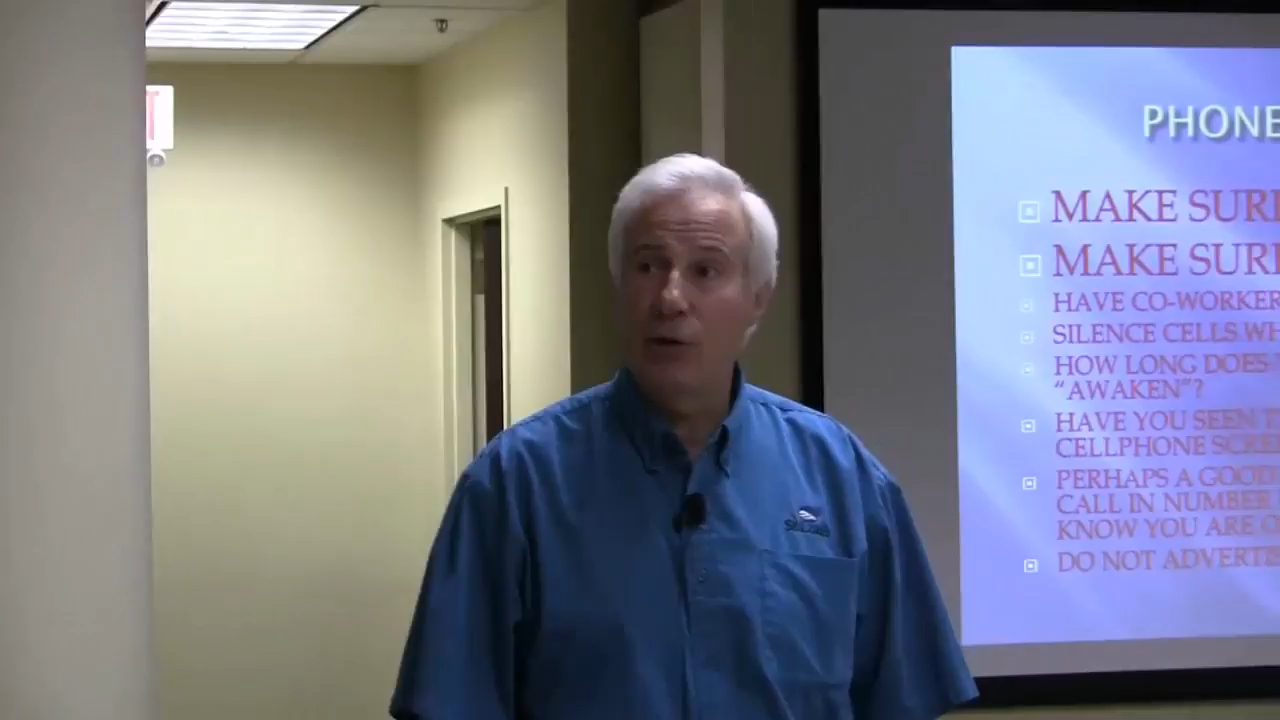 PHONE
MAKE SURE
MAKE SURE
HAVE CO-WORKER
SILENCE CELLS WH
HOW LONG DOES
"AWAKEN"?
HAVE YOU SEEN T
CELLPHONE SCRE
PERHAPS A GOOD
CALL IN NUMBER
KNOW YOU ARE
DO NOT ADVERTI